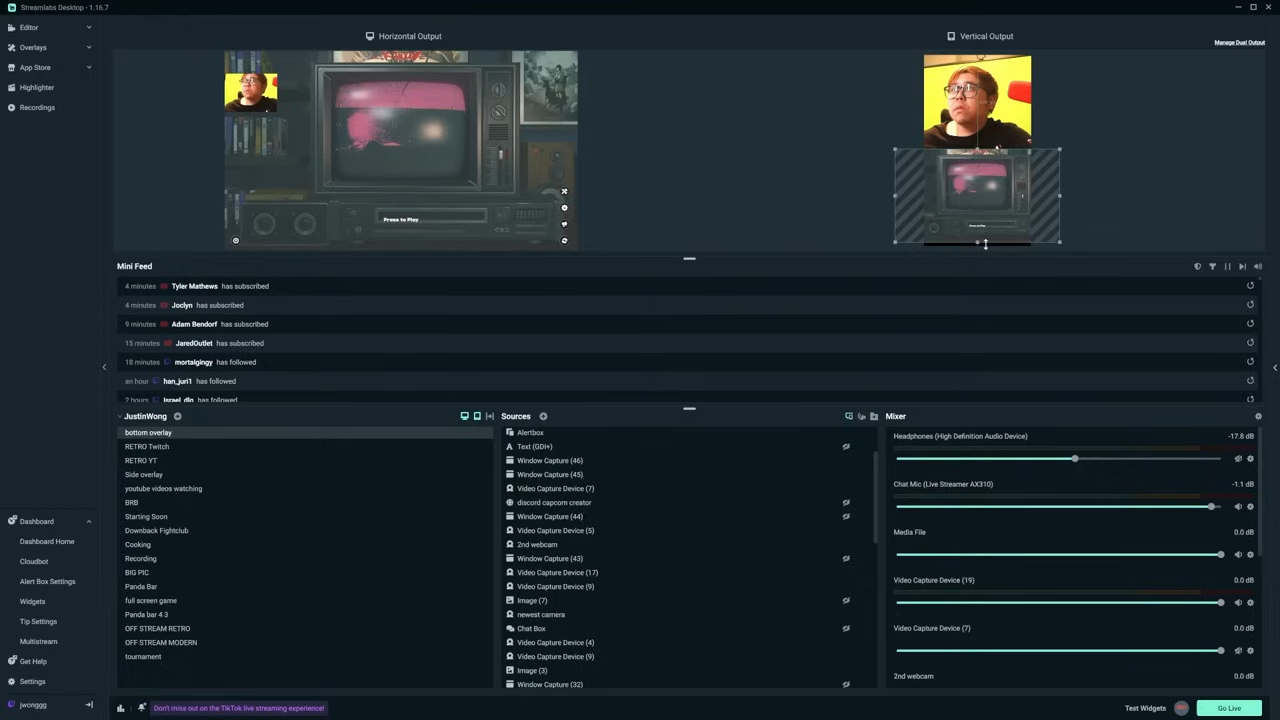 Streamlabs Desktop - 1.16.7
Editor
Overlays
App Store
Highlighter
Recordings
Horizontal Output
Vertical Output
Manage Dual Output
Press to Play
Press to Play
Mini Feed
4 minutes Tyler Mathews has subscribed
4 minutes Joclyn has subscribed
9 minutes Adam Bendorf has subscribed
15 minutes JaredOutlet has subscribed
18 minutes mortalgingy has followed
an hour han_juri1 has followed
2 hours Israel_dlg has followed
JustinWong
bottom overlay
RETRO Twitch
RETRO YT
Side overlay
youtube videos watching
BRB
Starting Soon
Downback Fightclub
Cooking
Recording
BIG PIC
Panda Bar
full screen game
Panda bar 4 3
OFF STREAM RETRO
OFF STREAM MODERN
tournament
Sources
Alertbox
Text (GDI+)
Window Capture (46)
Window Capture (45)
Video Capture Device (7)
discord capcom creator
Window Capture (44)
Video Capture Device (5)
2nd webcam
Window Capture (43)
Video Capture Device (17)
Video Capture Device (9)
Image (7)
newest camera
Chat Box
Video Capture Device (4)
Video Capture Device (9)
Image (3)
Window Capture (32)
Mixer
Headphones (High Definition Audio Device) -17.8 dB
Chat Mic (Live Streamer AX310) -1.1 dB
Media File 0.0 dB
Video Capture Device (19) 0.0 dB
Video Capture Device (7) 0.0 dB
2nd webcam 0.0 dB
Dashboard
Dashboard Home
Cloudbot
Alert Box Settings
Widgets
Tip Settings
Multistream
Get Help
Settings
jwonggg
Don't miss out on the TikTok live streaming experience!
Test Widgets
Go Live